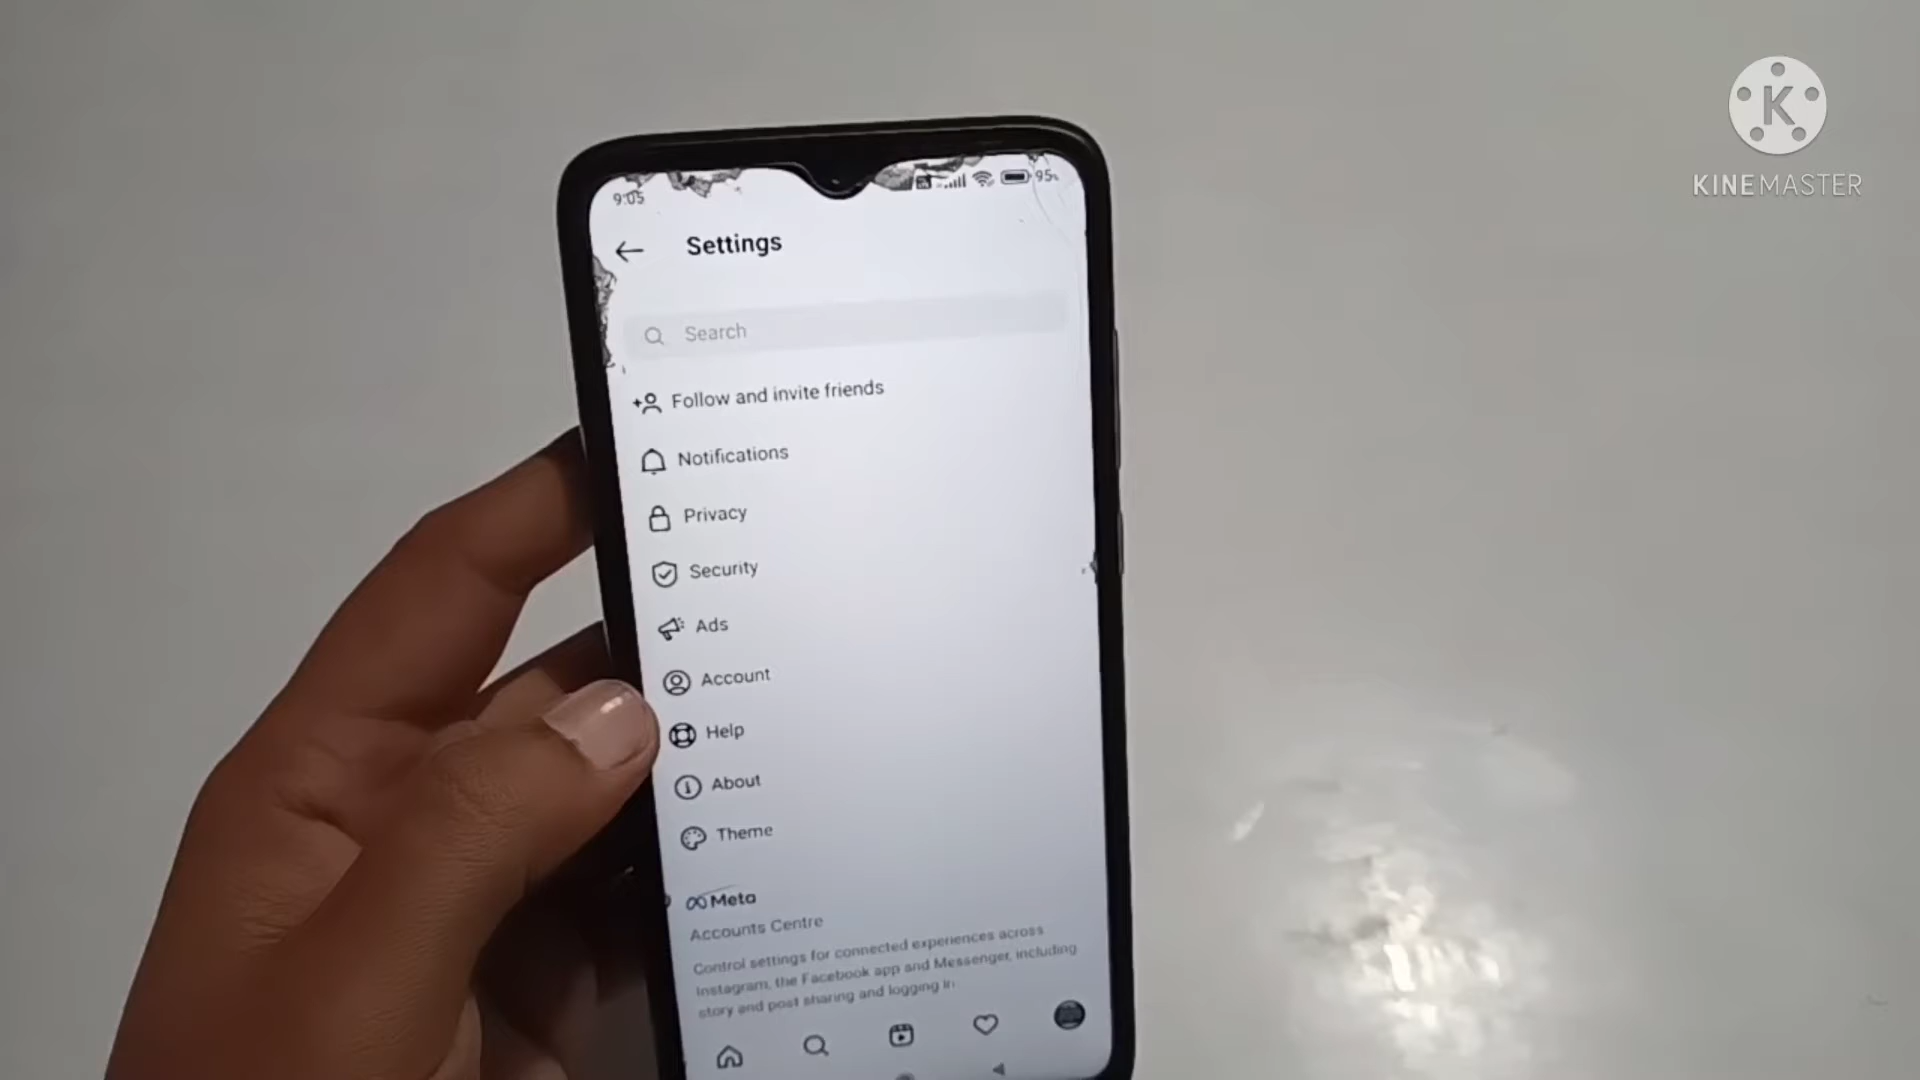 K
KINEMASTER
9:05
95%
Settings
Search
Follow and invite friends
Notifications
Privacy
Security
Ads
Account
Help
About
Theme
Meta
Accounts Centre
Control settings for connected experiences across
Instagram, the Facebook app and Messenger, including
story and post sharing and logging in